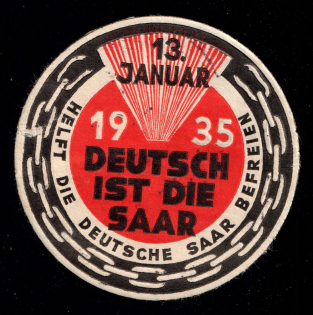 13.
JANUAR
19 35
DEUTSCH
IST DIE
SAAR
HELFT DIE DEUTSCHE SAAR BEFREIEN